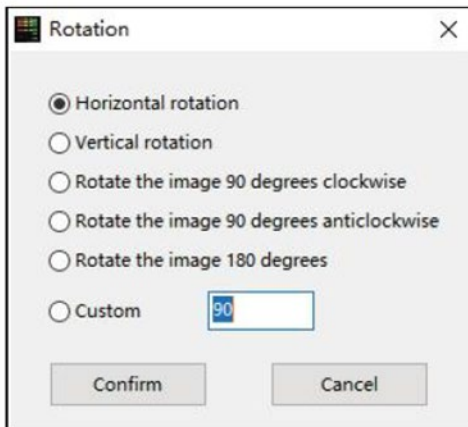 Rotation
Horizontal rotation
Vertical rotation
Rotate the image 90 degrees clockwise
Rotate the image 90 degrees anticlockwise
Rotate the image 180 degrees
Custom 90
Confirm Cancel